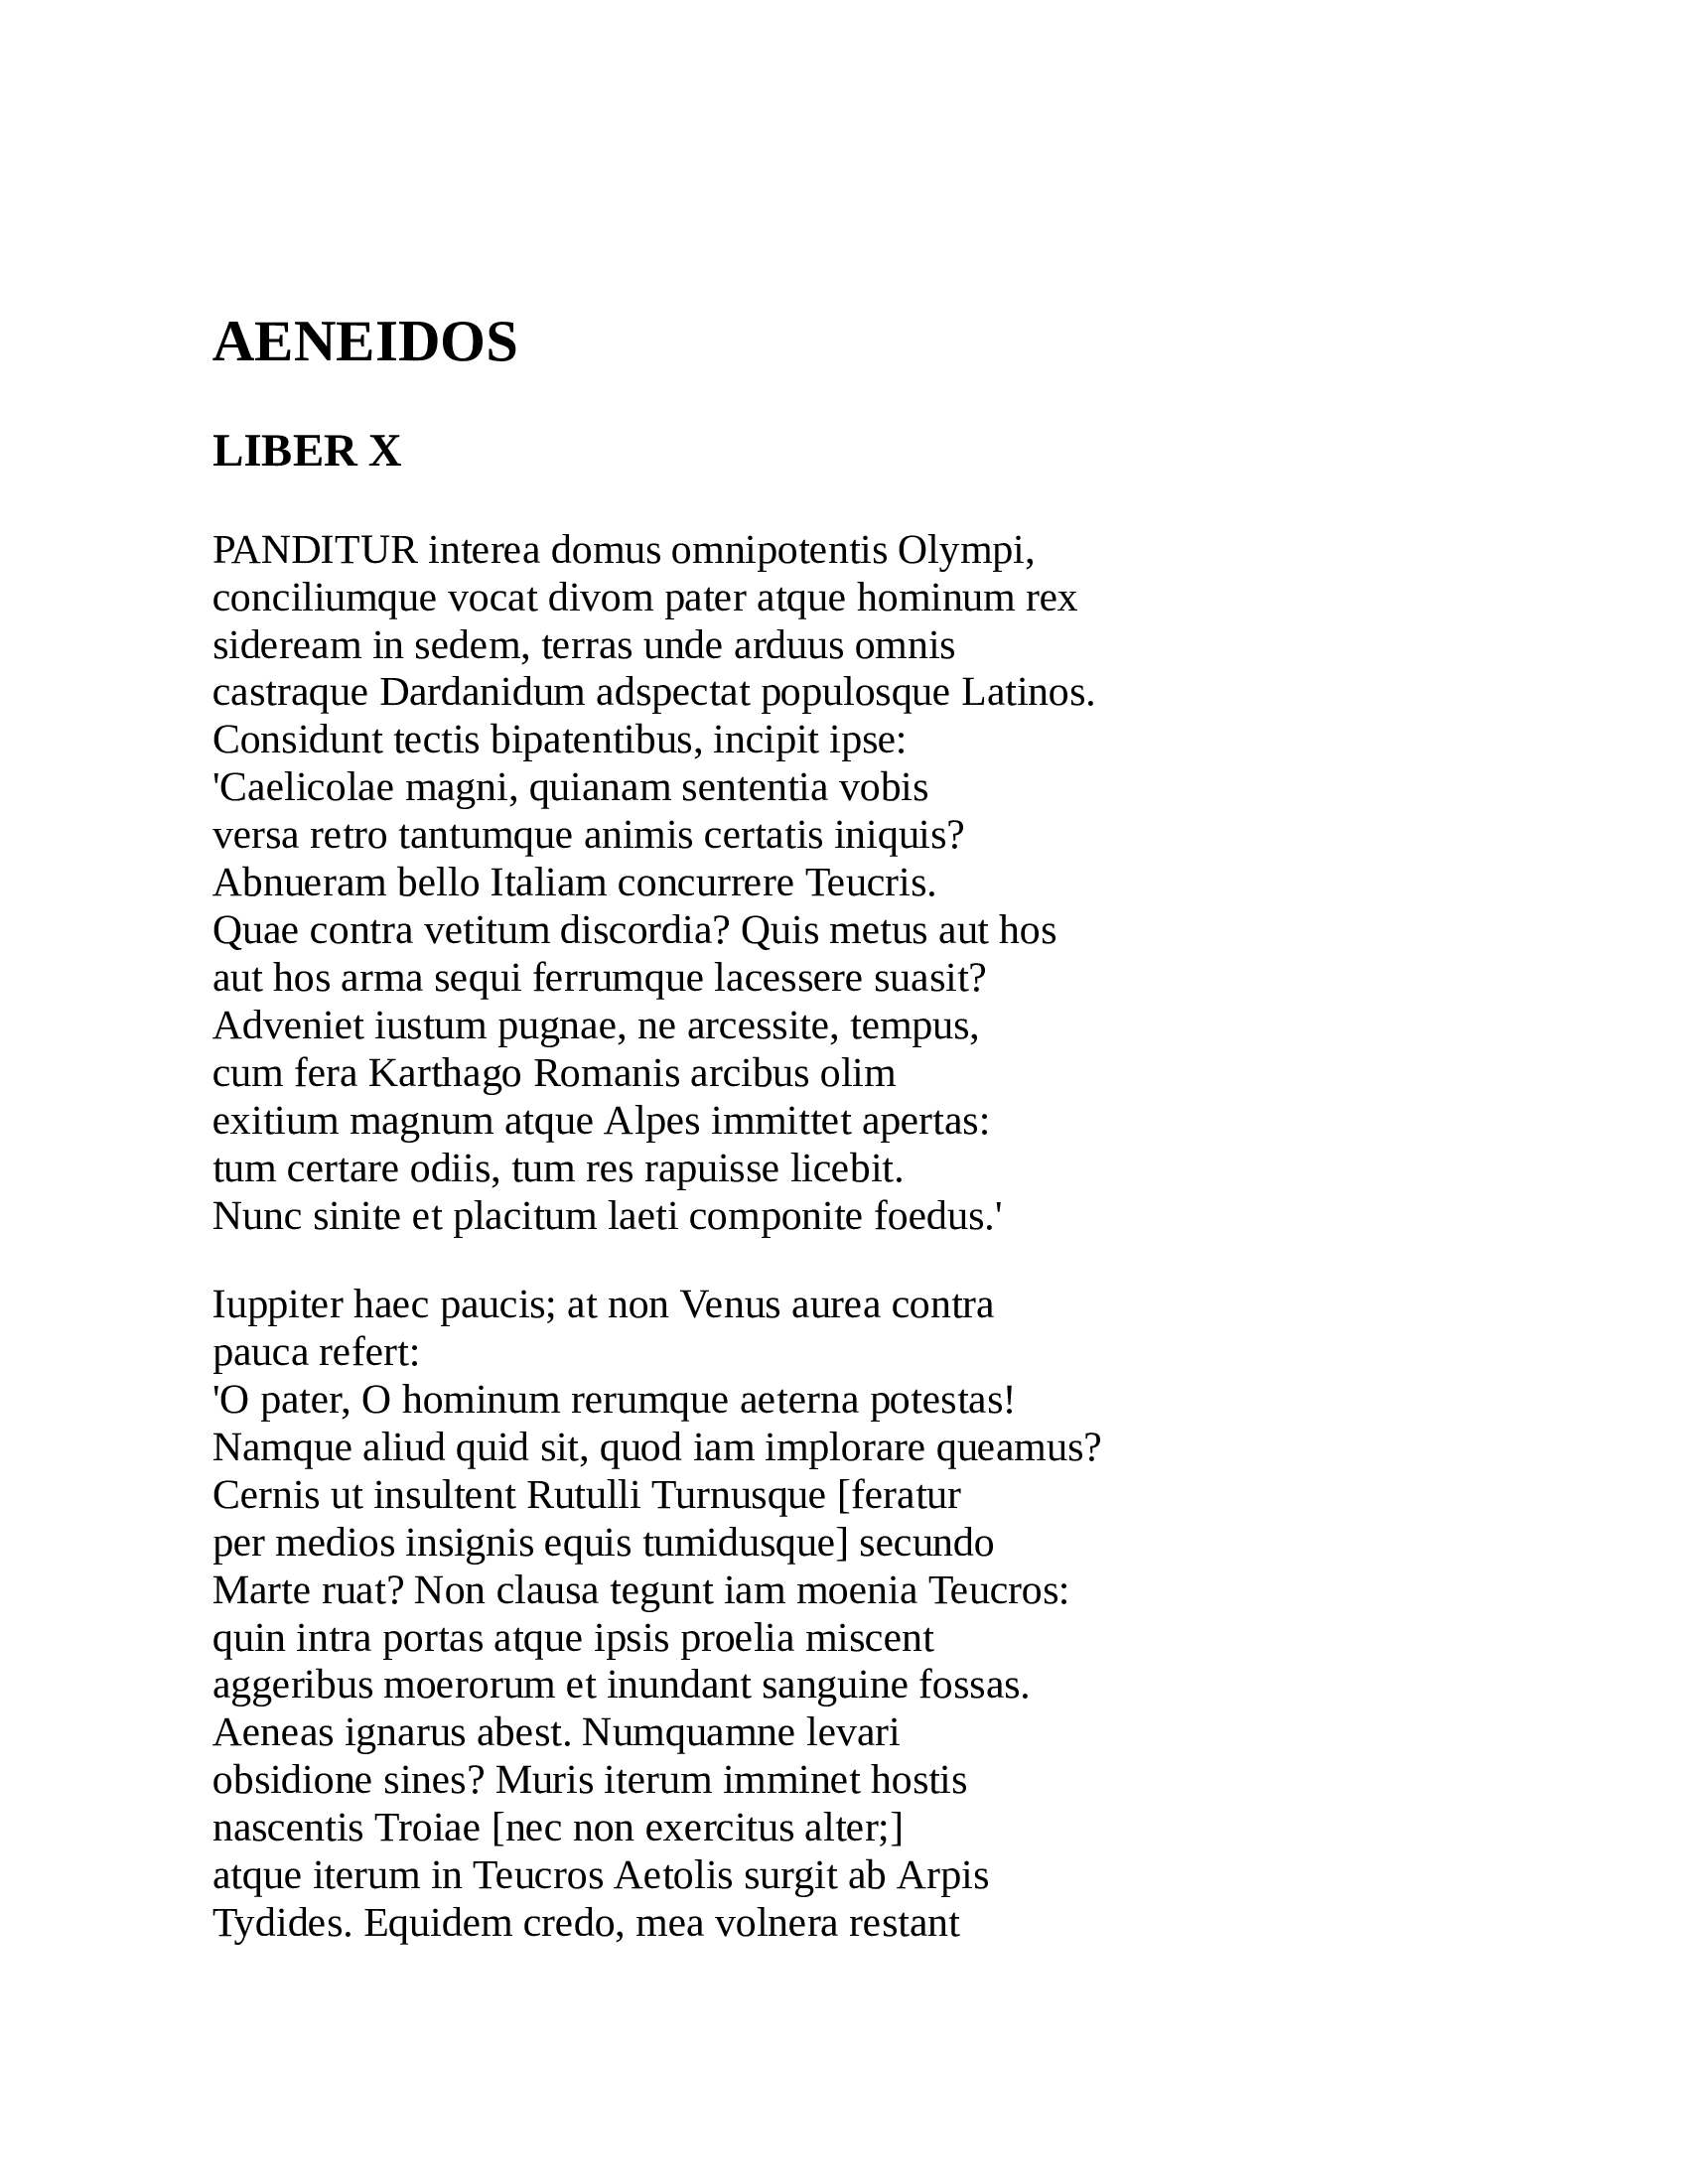 AENEIDOS
LIBER X
PANDITUR interea domus omnipotentis Olympi,
conciliumque vocat divom pater atque hominum rex
sideream in sedem, terras unde arduus omnis
castraque Dardanidum adspectat populosque Latinos.
Considunt tectis bipatentibus, incipit ipse:
'Caelicolae magni, quianam sententia vobis
versa retro tantumque animis certatis iniquis?
Abnueram bello Italiam concurrere Teucris.
Quae contra vetitum discordia? Quis metus aut hos
aut hos arma sequi ferrumque lacessere suasit?
Adveniet iustum pugnae, ne arcessite, tempus,
cum fera Karthago Romanis arcibus olim
exitium magnum atque Alpes immittet apertas:
tum certare odiis, tum res rapuisse licebit.
Nunc sinite et placitum laeti componite foedus.'
Iuppiter haec paucis; at non Venus aurea contra
pauca refert:
'O pater, O hominum rerumque aeterna potestas!
Namque aliud quid sit, quod iam implorare queamus?
Cernis ut insultent Rutulli Turnusque [feratur
per medios insignis equis tumidusque] secundo
Marte ruat? Non clausa tegunt iam moenia Teucros:
quin intra portas atque ipsis proelia miscent
aggeribus moerorum et inundant sanguine fossas.
Aeneas ignarus abest. Numquamne levari
obsidione sines? Muris iterum imminet hostis
nascentis Troiae [nec non exercitus alter;]
atque iterum in Teucros Aetolis surgit ab Arpis
Tydides. Equidem credo, mea volnera restant